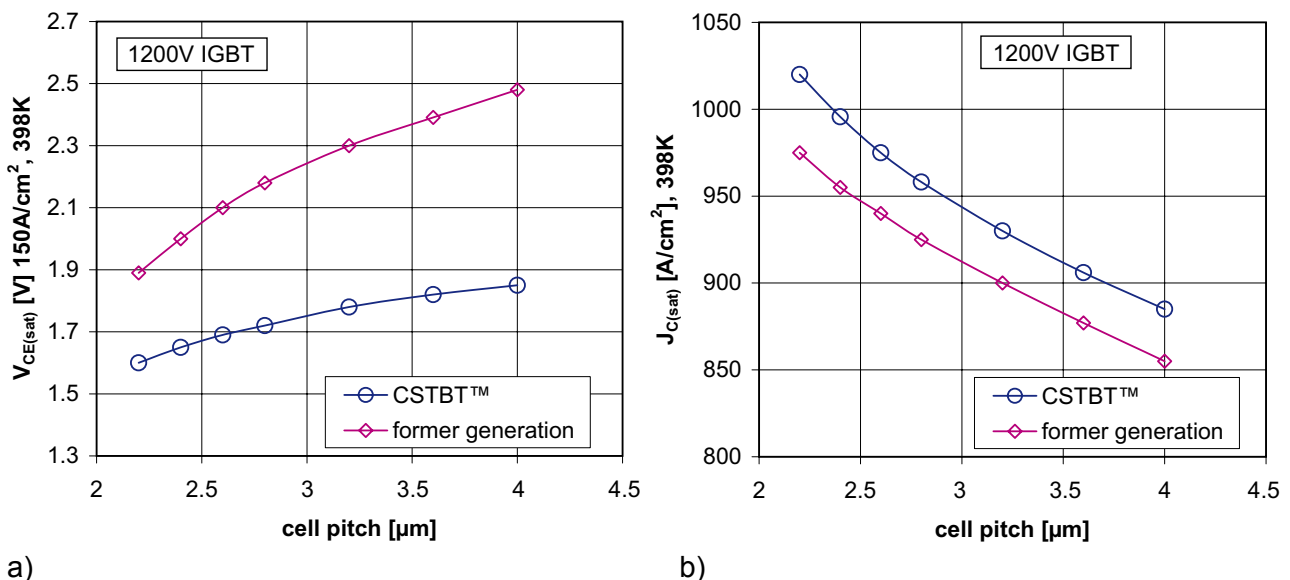 1200V IGBT
2.7
2.5
2.3
2.1
1.9
1.7
1.5
1.3
V_CE(sat) [V] 150A/cm², 398K
CSTBT™
former generation
2 2.5 3 3.5 4 4.5
cell pitch [µm]
a)
1200V IGBT
1050
1000
950
900
850
800
J_C(sat) [A/cm²], 398K
CSTBT™
former generation
2 2.5 3 3.5 4 4.5
cell pitch [µm]
b)